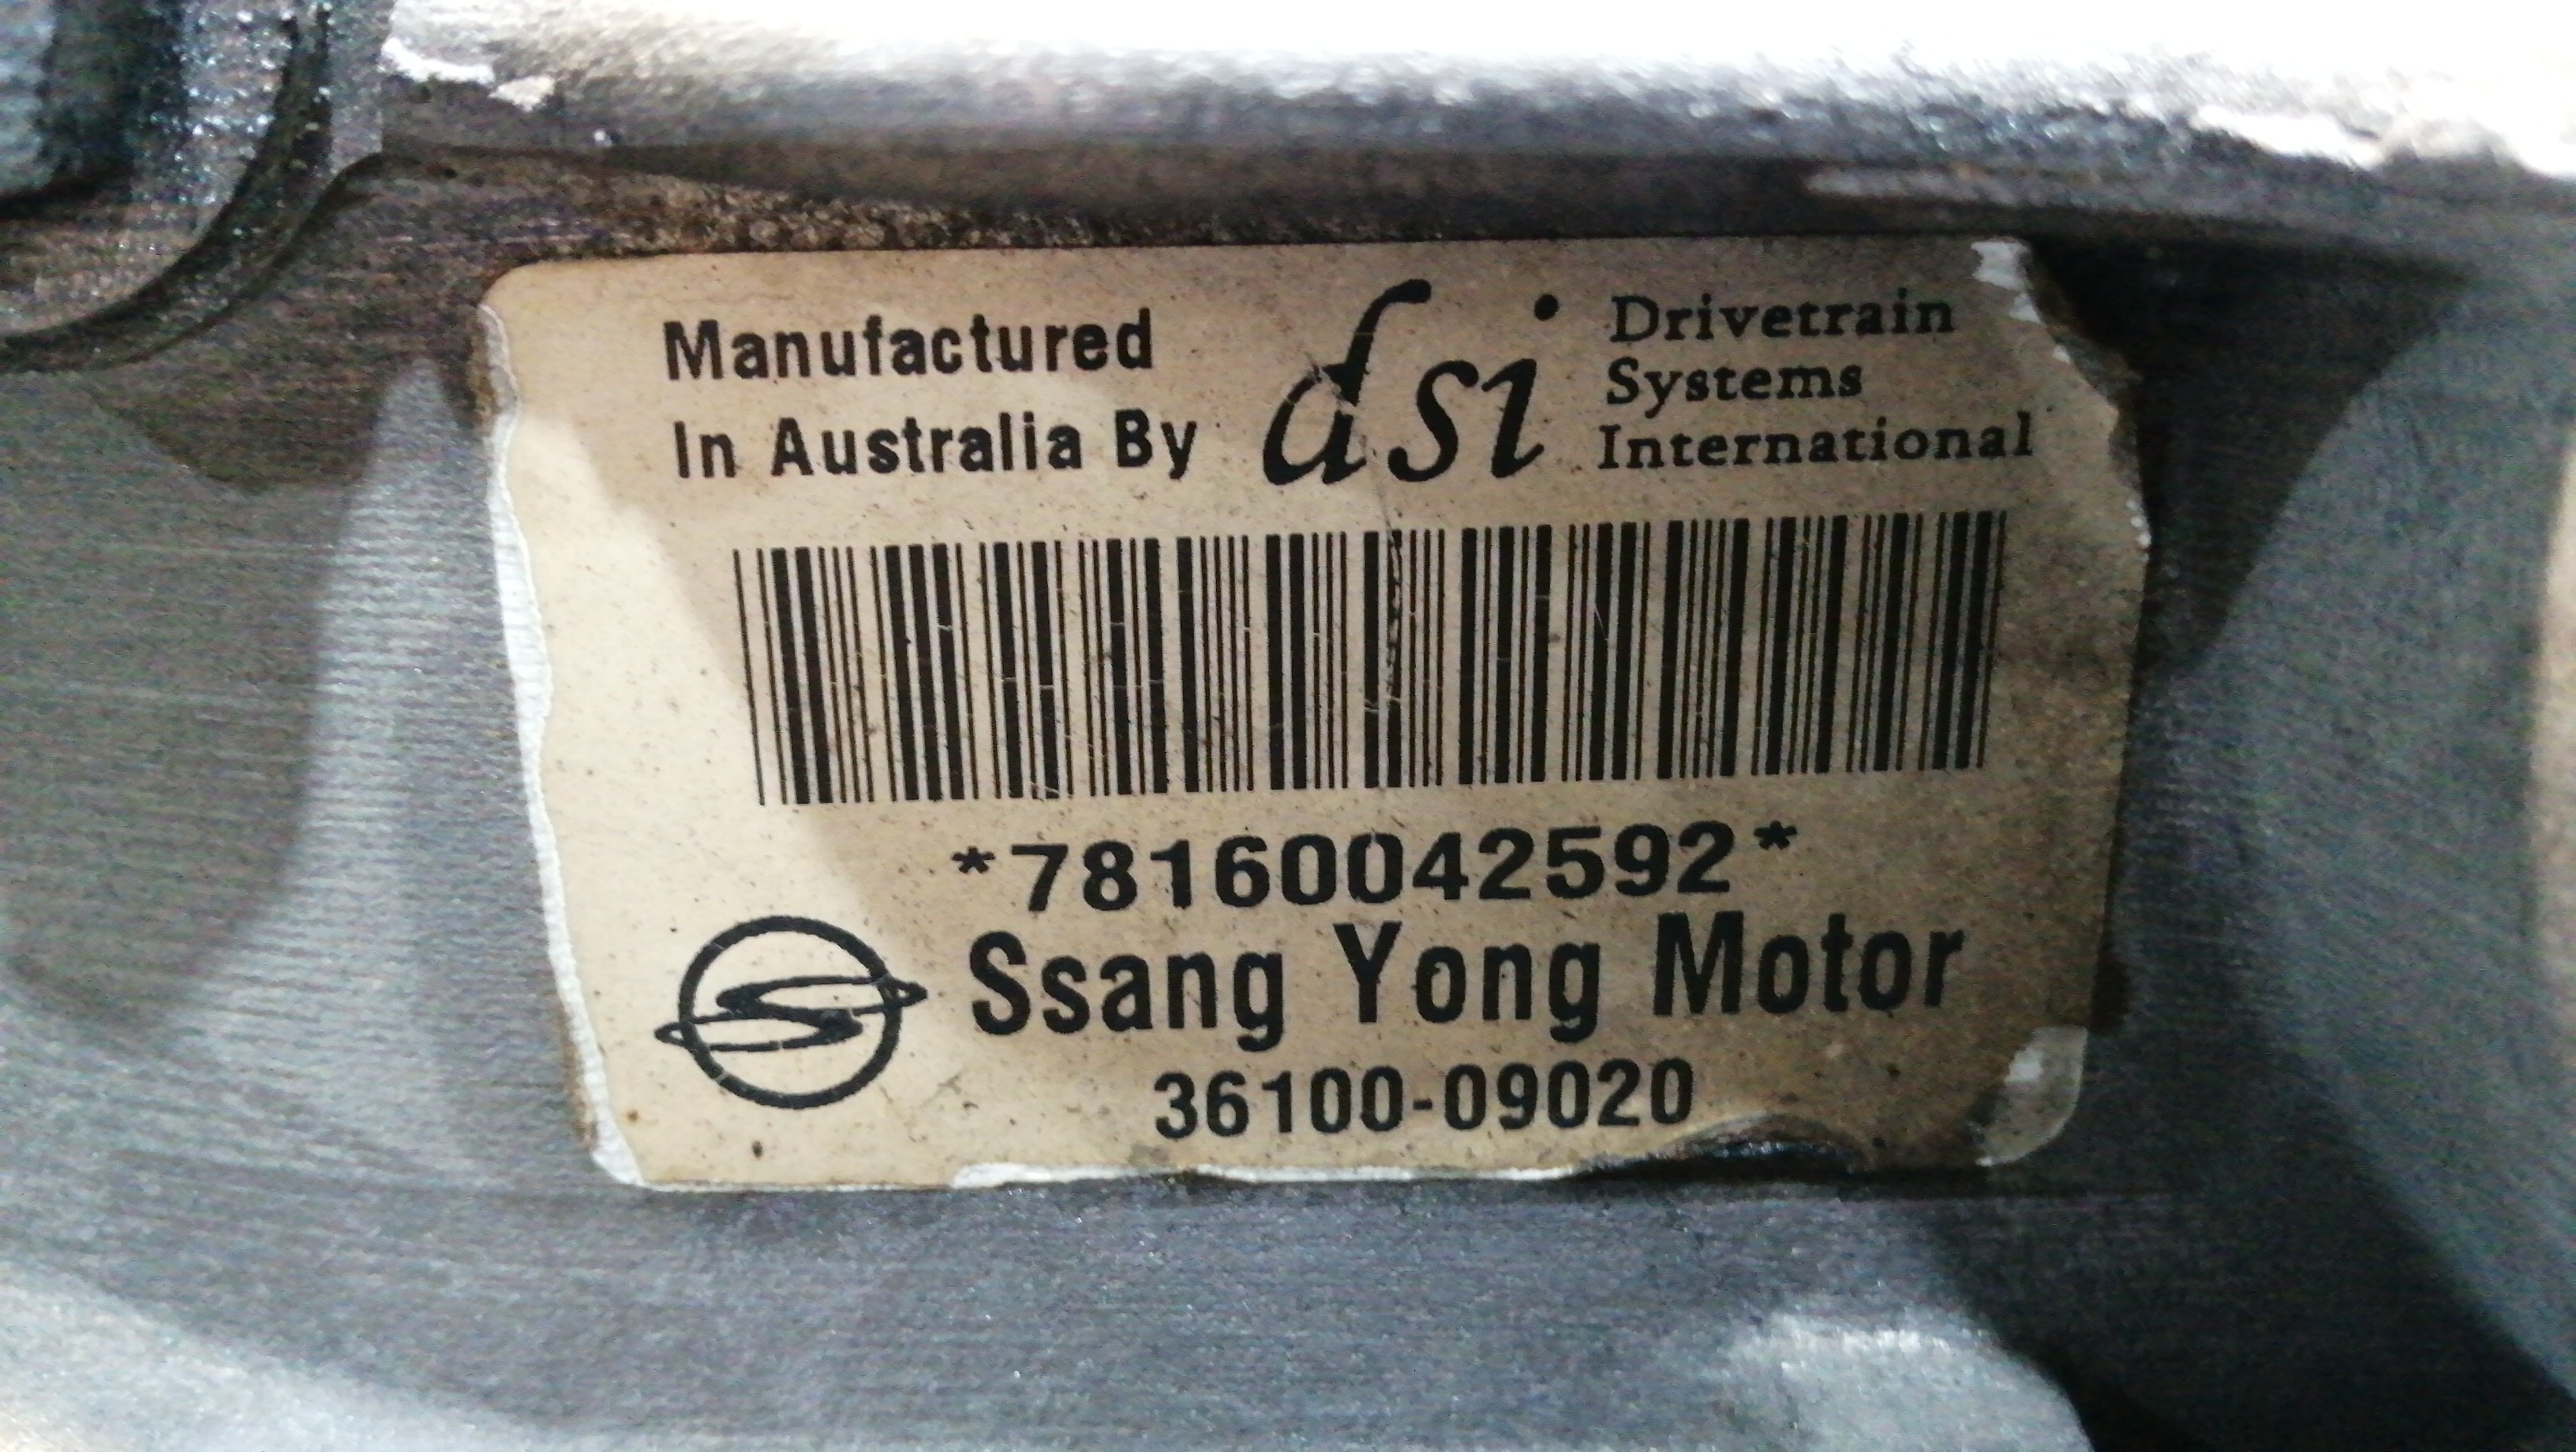 Manufactured
In Australia By
dsi
Drivetrain
Systems
International
*78160042592*
Ssang Yong Motor
36100-09020